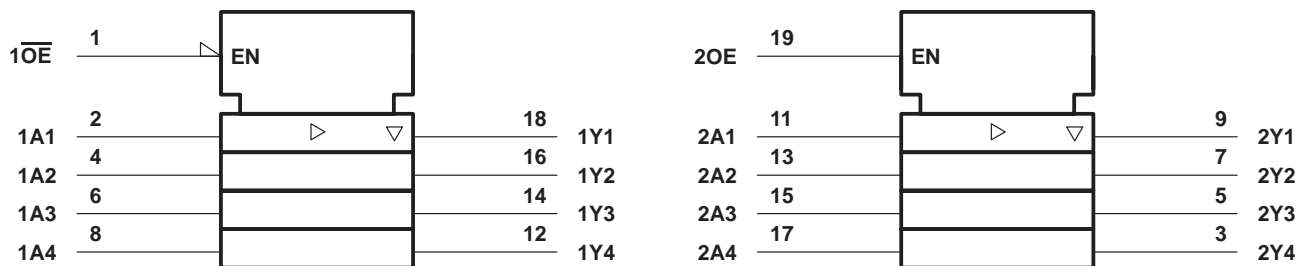 1O̅E̅ 1 EN
1A1 2 18 1Y1
1A2 4 16 1Y2
1A3 6 14 1Y3
1A4 8 12 1Y4
2OE 19 EN
2A1 11 9 2Y1
2A2 13 7 2Y2
2A3 15 5 2Y3
2A4 17 3 2Y4